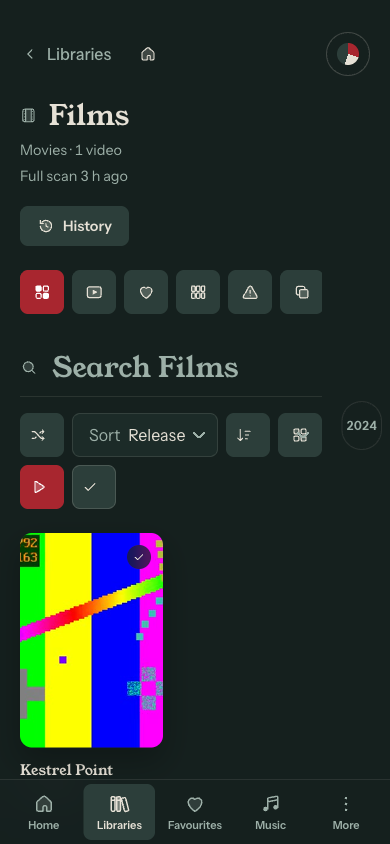 Libraries
Films
Movies · 1 video
Full scan 3 h ago
History
Search Films
Sort Release
2024
792
163
Kestrel Point
Home Libraries Favourites Music More